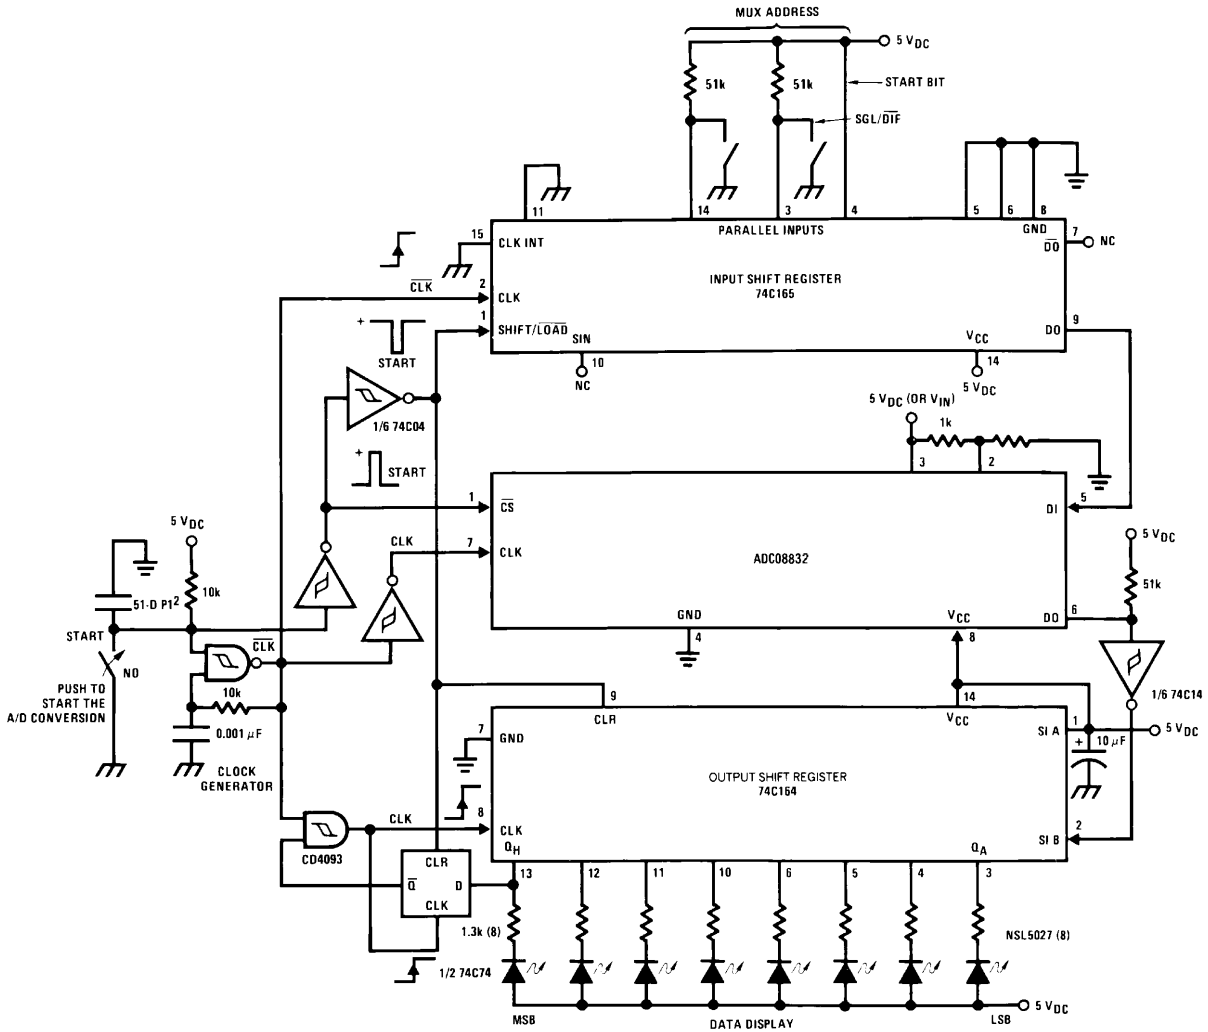 MUX ADDRESS
5 VDC
51k
51k
START BIT
SGL/DIF
11
14
3
4
5
6
8
PARALLEL INPUTS
GND
15
CLK INT
DO
7
NC
INPUT SHIFT REGISTER
74C165
CLK
2
CLK
1
SHIFT/LOAD
+
START
SIN
10
NC
VCC
14
5 VDC
DO
9
1/6 74C04
5 VDC (OR VIN)
1k
3
2
+
START
1
CS
5
DI
CLK
7
CLK
ADC08832
5 VDC
51k
5 VDC
10k
51-D P1²
GND
4
VCC
8
DO
6
START
NO
CLK
PUSH TO
START THE
A/D CONVERSION
10k
0.001 µF
CLOCK
GENERATOR
1/6 74C14
9
CLR
14
VCC
7
GND
SI A
1
5 VDC
+
10 µF
OUTPUT SHIFT REGISTER
74C164
CLK
8
CLK
SI B
2
CD4093
QH
QA
CLR
Q
D
CLK
13
12
11
10
6
5
4
3
1.3k (8)
NSL5027 (8)
1/2 74C74
MSB
DATA DISPLAY
LSB
5 VDC